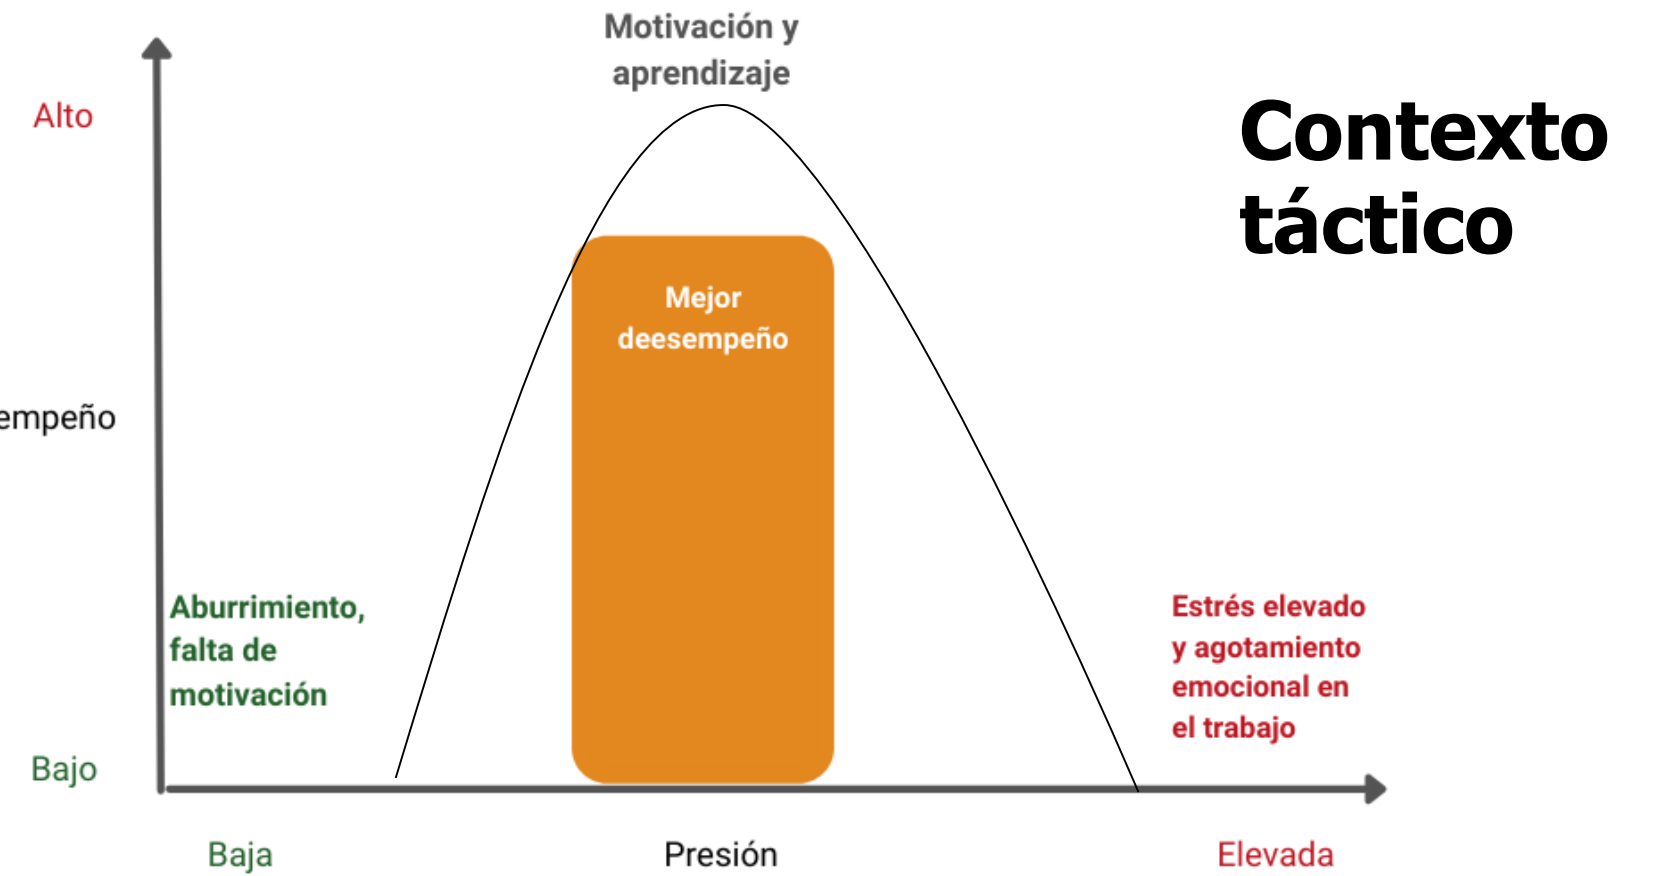 Motivación y
aprendizaje
Alto
Contexto
táctico
Mejor
deesempeño
empeño
Aburrimiento,
falta de
motivación
Estrés elevado
y agotamiento
emocional en
el trabajo
Bajo
Baja
Presión
Elevada